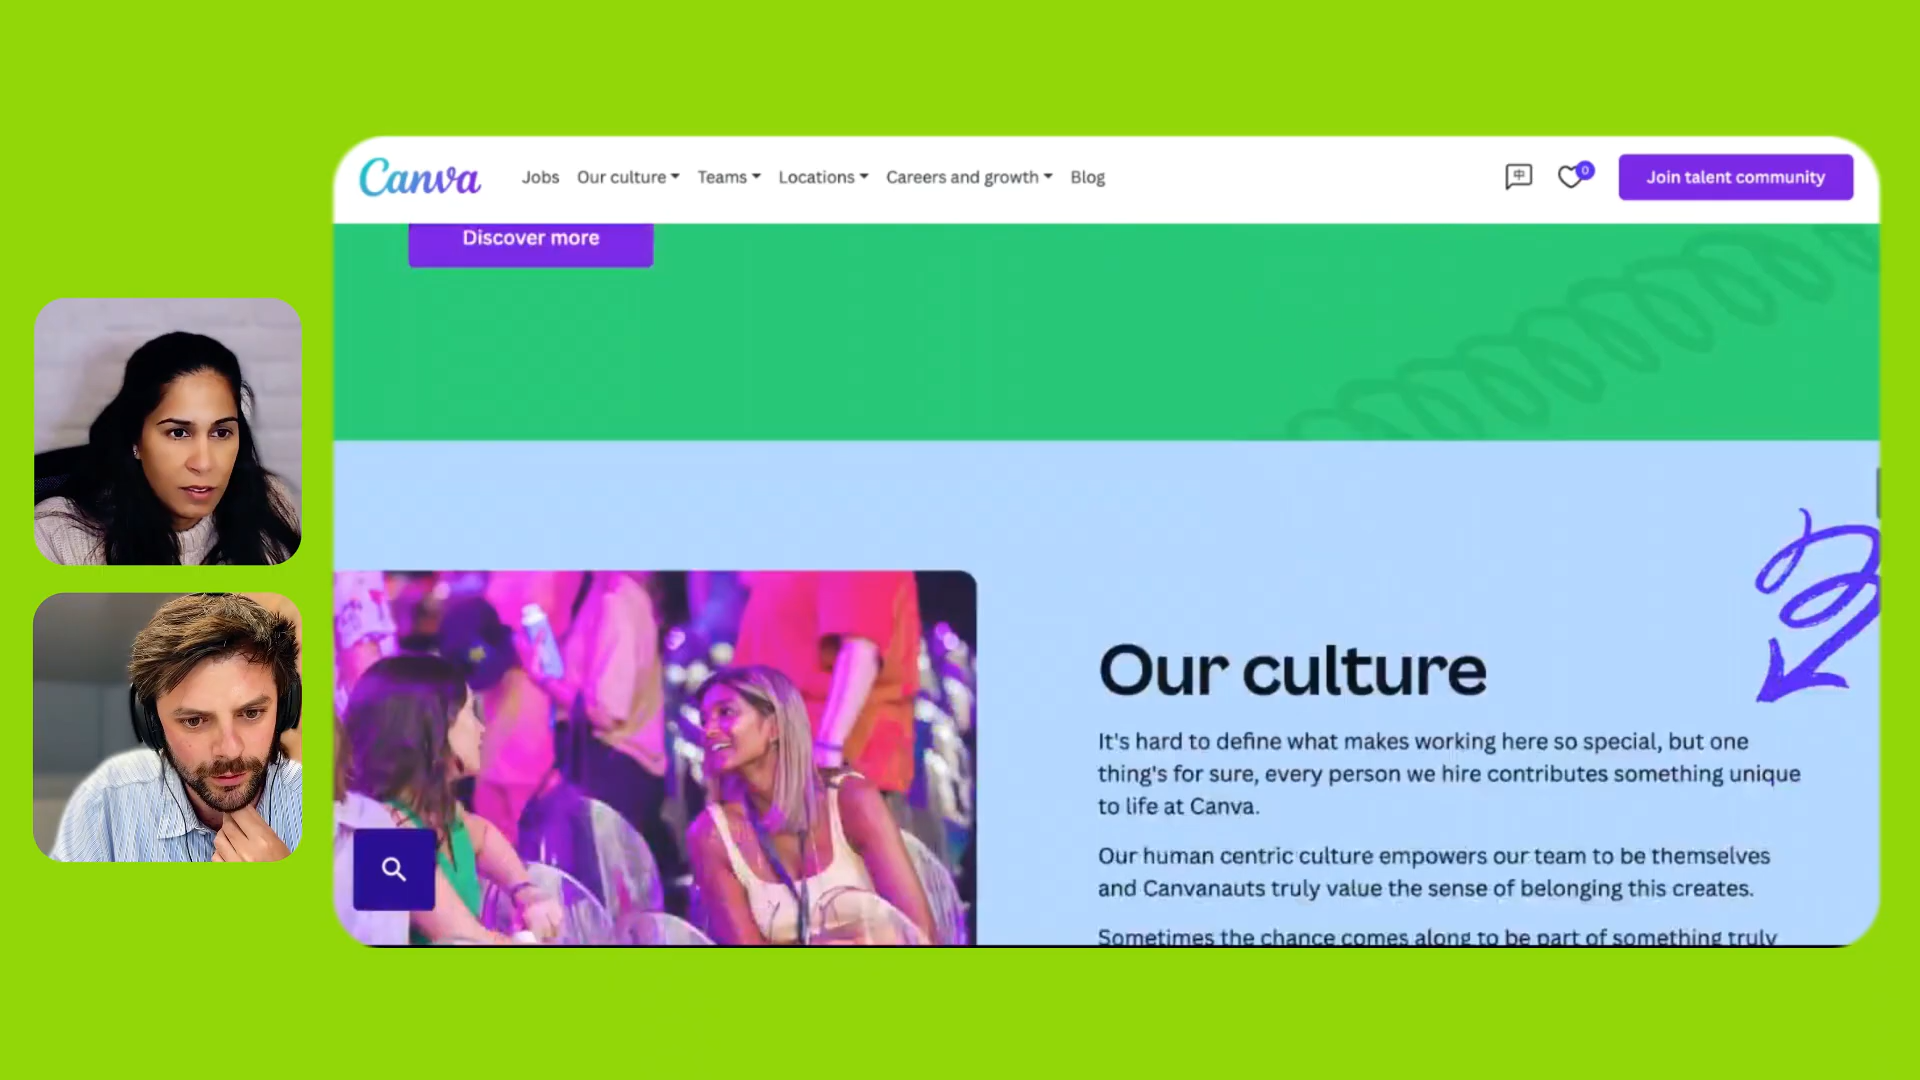 Canva
Jobs
Our culture
Teams
Locations
Careers and growth
Blog
中
0
Join talent community
Discover more
Our culture
It's hard to define what makes working here so special, but one
thing's for sure, every person we hire contributes something unique
to life at Canva.
Our human centric culture empowers our team to be themselves
and Canvanauts truly value the sense of belonging this creates.
Sometimes the chance comes along to be part of something truly